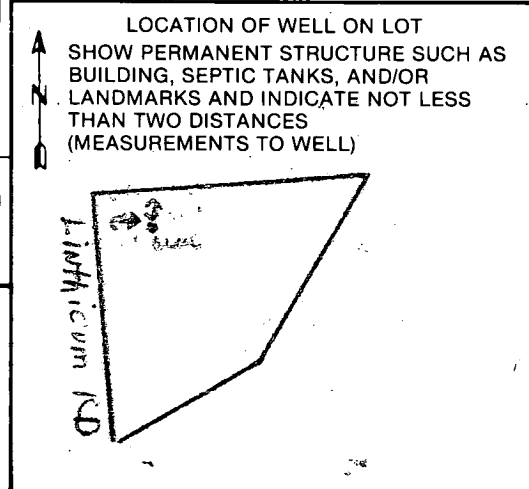 LOCATION OF WELL ON LOT
SHOW PERMANENT STRUCTURE SUCH AS
BUILDING, SEPTIC TANKS, AND/OR
N LANDMARKS AND INDICATE NOT LESS
THAN TWO DISTANCES
(MEASUREMENTS TO WELL)
Linthicum RD